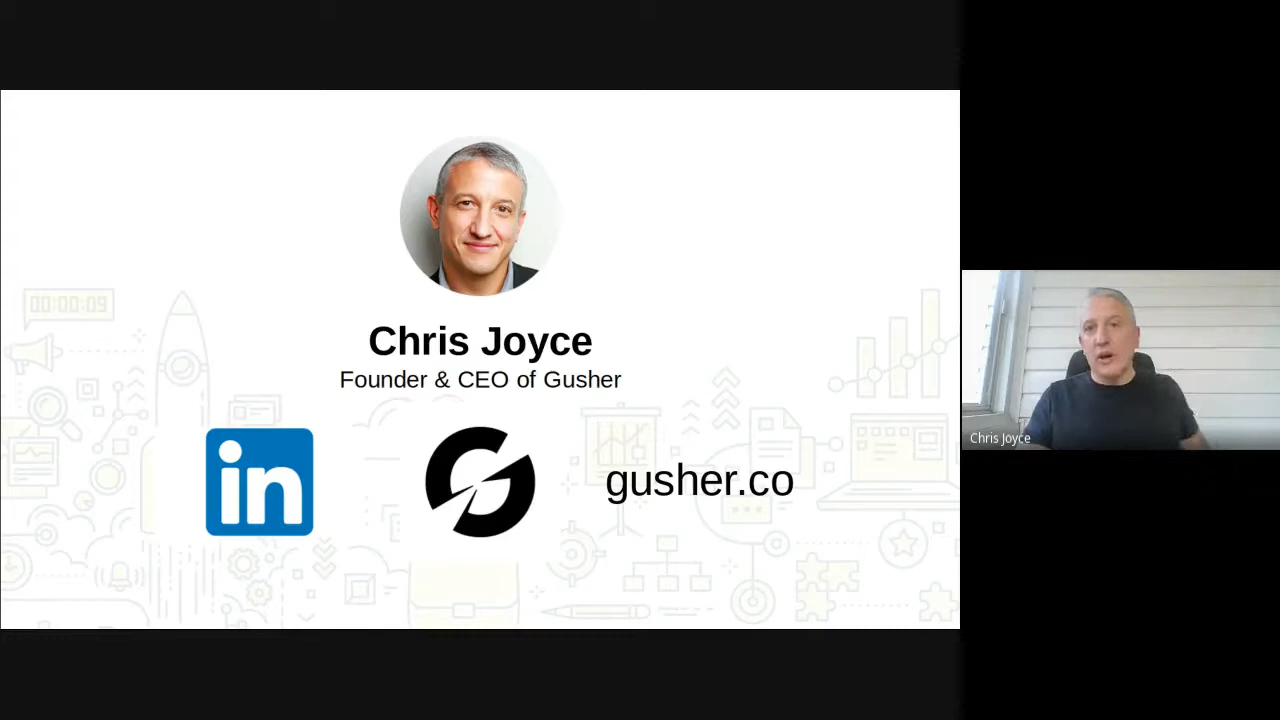 00:00:09
Chris Joyce
Founder & CEO of Gusher
in
gusher.co
Chris Joyce